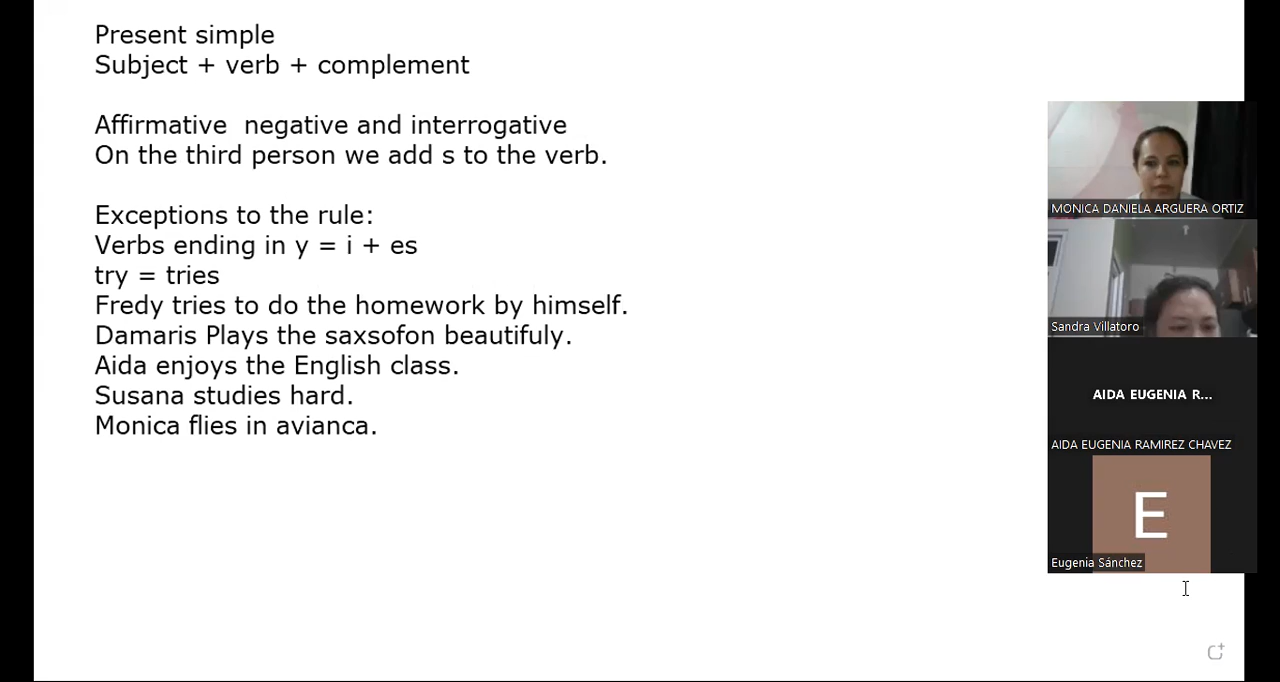 Present simple
Subject + verb + complement
Affirmative  negative and interrogative
On the third person we add s to the verb.
Exceptions to the rule:
Verbs ending in y = i + es
try = tries
Fredy tries to do the homework by himself.
Damaris Plays the saxsofon beautifuly.
Aida enjoys the English class.
Susana studies hard.
Monica flies in avianca.
MONICA DANIELA ARGUERA ORTIZ
Sandra Villatoro
AIDA EUGENIA R...
AIDA EUGENIA RAMIREZ CHAVEZ
E
Eugenia Sánchez